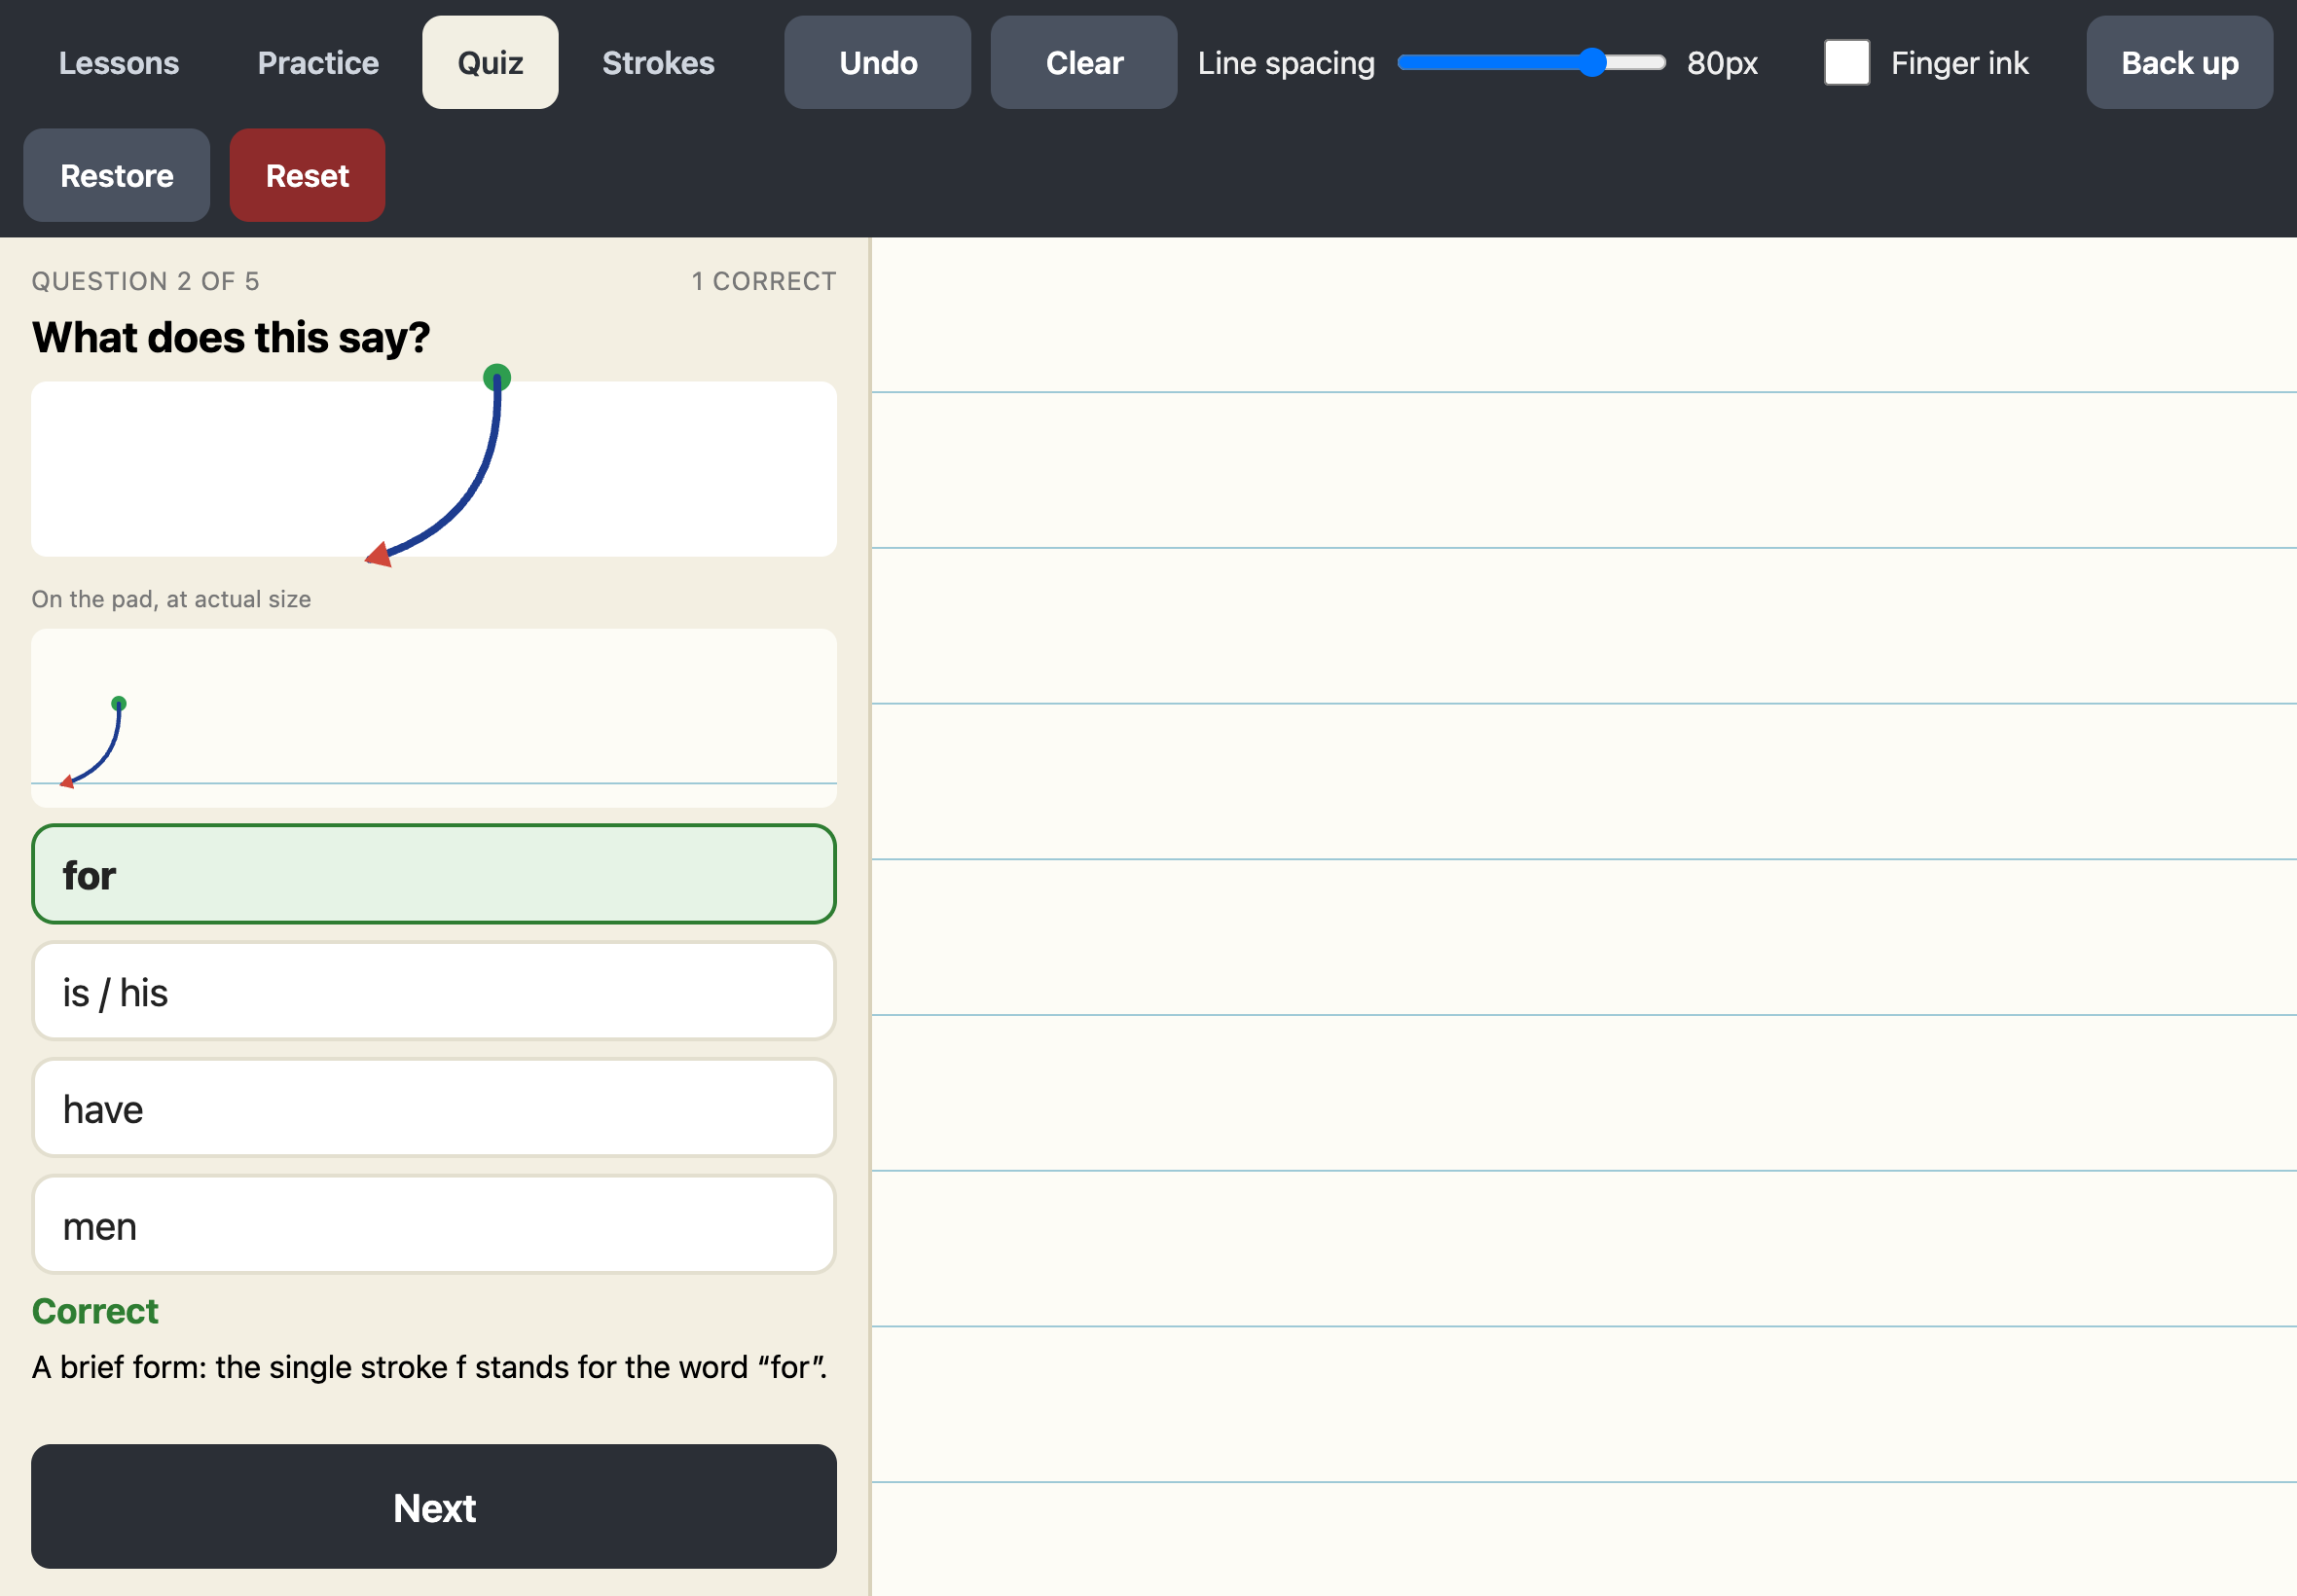 Lessons Practice Quiz Strokes Undo Clear Line spacing 80px Finger ink Back up
Restore Reset
QUESTION 2 OF 5 1 CORRECT
What does this say?
On the pad, at actual size
for
is / his
have
men
Correct
A brief form: the single stroke f stands for the word “for”.
Next